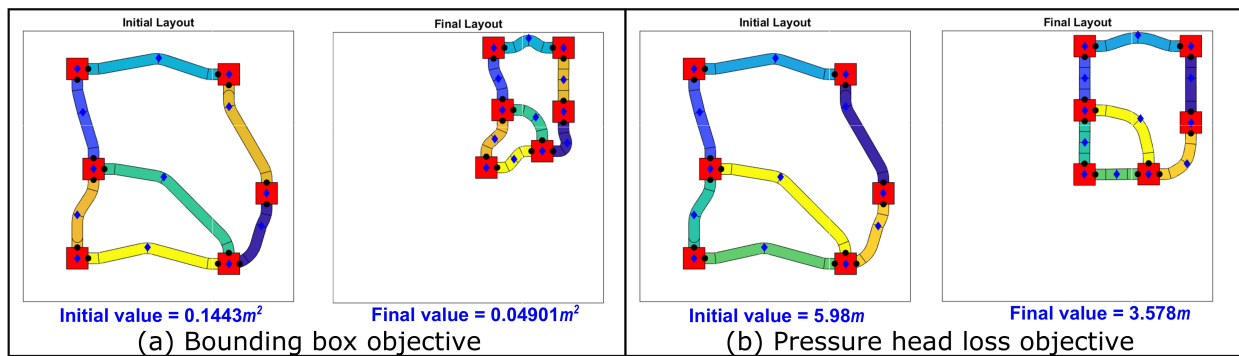 Initial Layout
Final Layout
Initial value = 0.1443m²
Final value = 0.04901m²
(a) Bounding box objective
Initial Layout
Final Layout
Initial value = 5.98m
Final value = 3.578m
(b) Pressure head loss objective